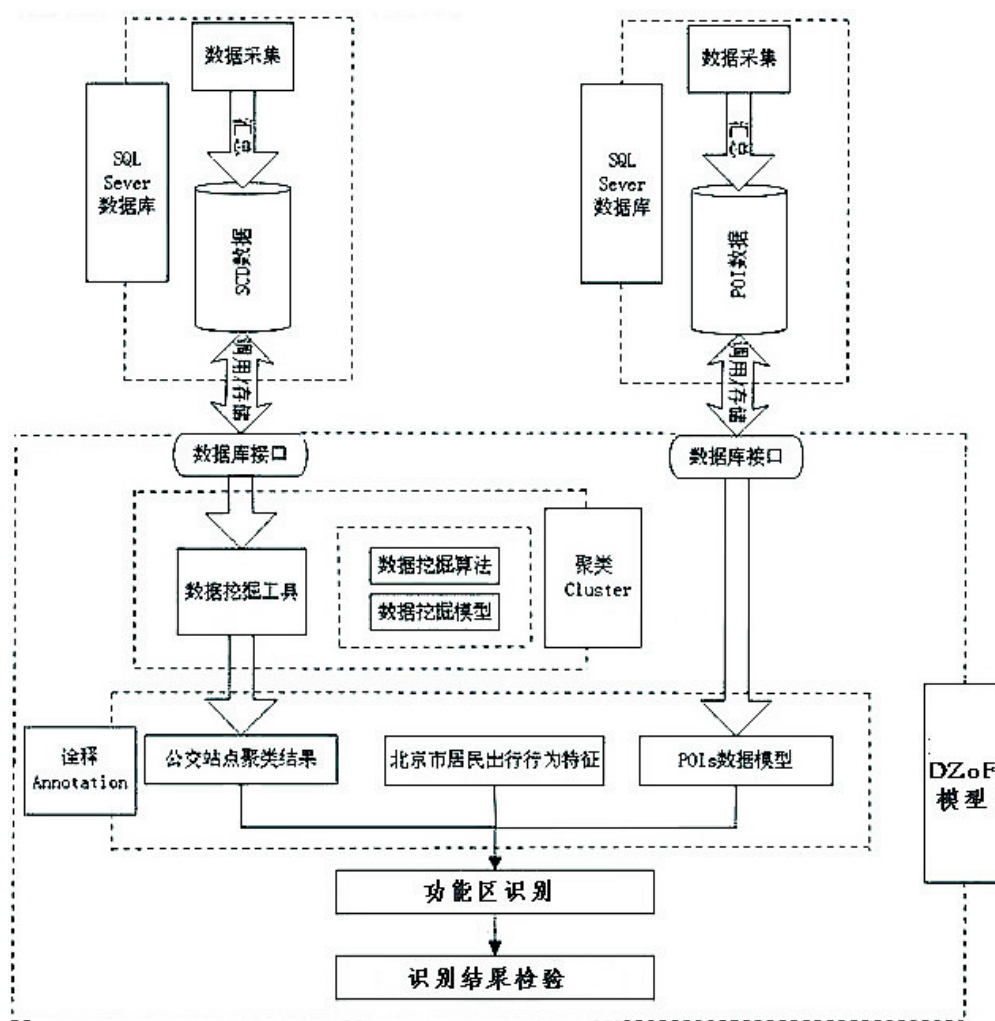 数据采集
汇总
SQL
Sever
数据库
SCD数据
调用/存储
数据采集
汇总
SQL
Sever
数据库
POI数据
调用/存储
数据库接口
数据库接口
数据挖掘工具
数据挖掘算法
数据挖掘模型
聚类
Cluster
诠释
Annotation
公交站点聚类结果
北京市居民出行行为特征
POIs数据模型
DZoF
模型
功能区识别
识别结果检验